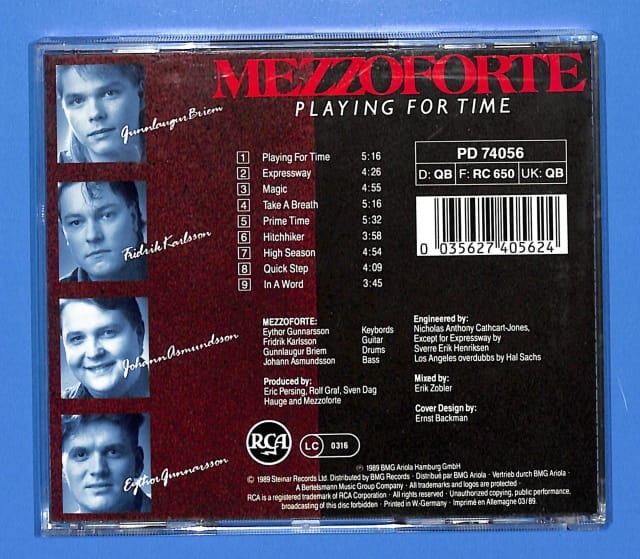 MEZZOFORTE
PLAYING FOR TIME
Gunnlaugur Briem
Fridrik Karlsson
Johann Asmundsson
Eythor Gunnarsson
1 Playing For Time 5:16
2 Expressway 4:26
3 Magic 4:55
4 Take A Breath 5:16
5 Prime Time 5:32
6 Hitchhiker 3:58
7 High Season 4:54
8 Quick Step 4:09
9 In A Word 3:45
PD 74056
D: QB F: RC 650 UK: QB
0 035627 405624
MEZZOFORTE:
Eythor Gunnarsson Keybords
Fridrik Karlsson Guitar
Gunnlaugur Briem Drums
Johann Asmundsson Bass
Produced by:
Eric Persing, Rolf Graf, Sven Dag
Hauge and Mezzoforte
Engineered by:
Nicholas Anthony Cathcart-Jones,
Except for Expressway by
Sverre Erik Henriksen
Los Angeles overdubs by Hal Sachs
Mixed by:
Erik Zobler
Cover Design by:
Ernst Backman
RCA
LC 0316
℗ 1989 BMG Ariola Hamburg GmbH
© 1989 Steinar Records Ltd. Distributed by BMG Records · Distribué par BMG Ariola · Vertrieb durch BMG Ariola ·
A Bertelsmann Music Group Company · All trademarks and logos are protected ·
RCA is a registered trademark of RCA Corporation · All rights reserved · Unauthorized copying, public performance,
broadcasting of this disc forbidden · Printed in W.-Germany · Imprimé en Allemagne 03/89.